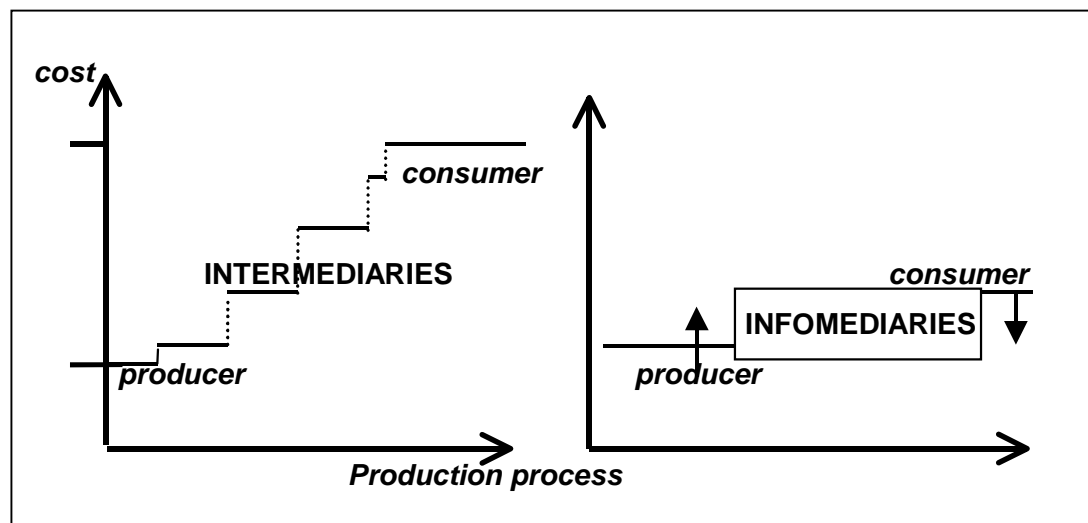 cost
consumer
INTERMEDIARIES
producer
consumer
INFOMEDIARIES
producer
Production process